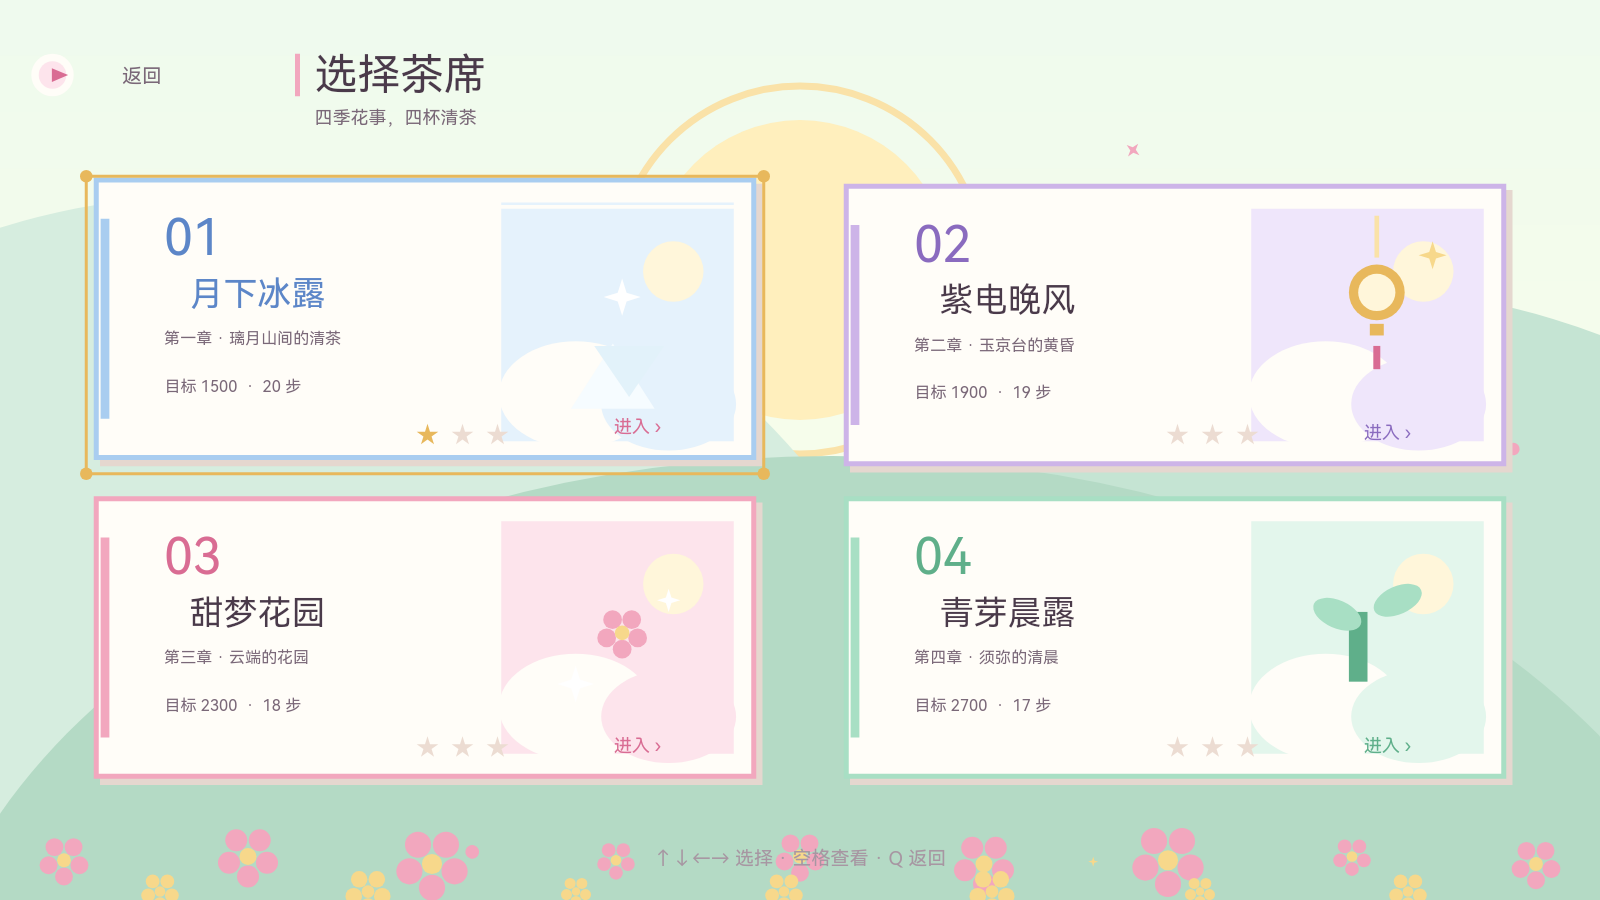 返回
选择茶席
四季花事，四杯清茶
01
月下冰露
第一章 · 璃月山间的清茶
目标 1500 · 20 步
进入 ›
02
紫电晚风
第二章 · 玉京台的黄昏
目标 1900 · 19 步
进入 ›
03
甜梦花园
第三章 · 云端的花园
目标 2300 · 18 步
进入 ›
04
青芽晨露
第四章 · 须弥的清晨
目标 2700 · 17 步
进入 ›
↑↓←→ 选择 · 空格查看 · Q 返回